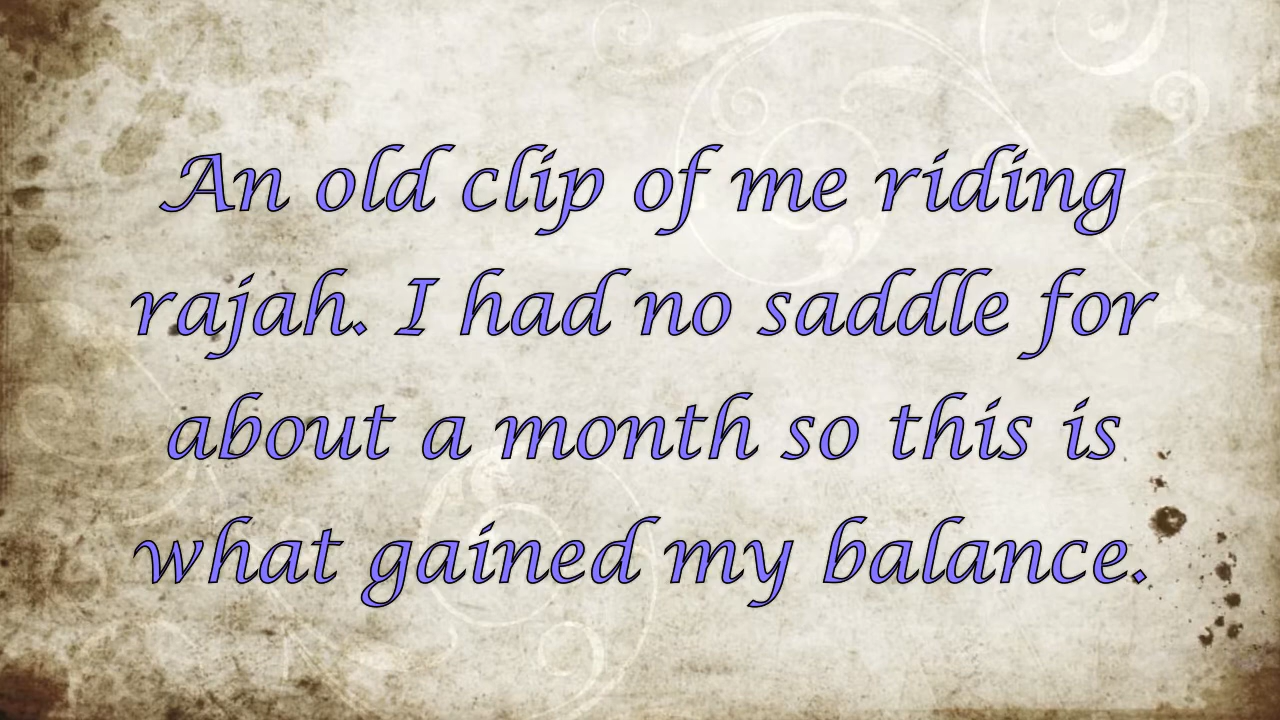 An old clip of me riding
rajah. I had no saddle for
about a month so this is
what gained my balance.